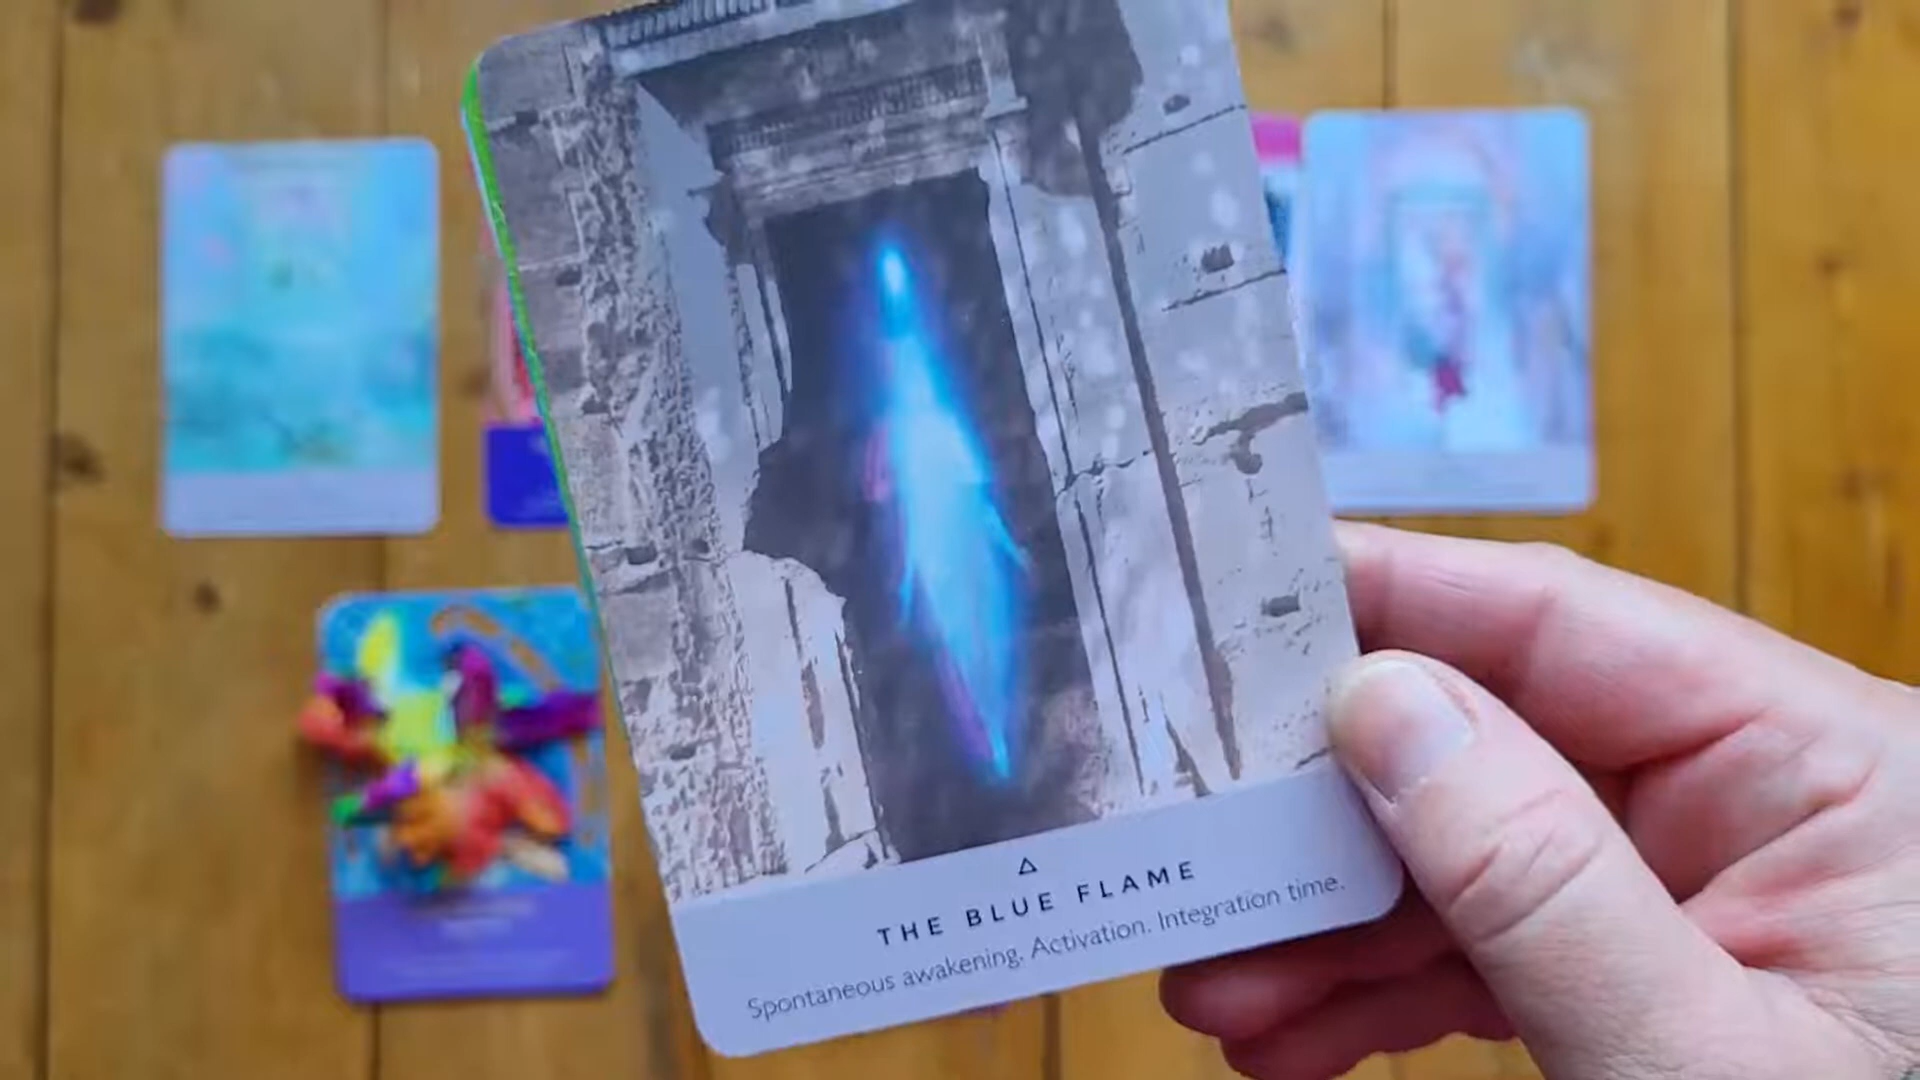 THE BLUE FLAME
Spontaneous awakening. Activation. Integration time.